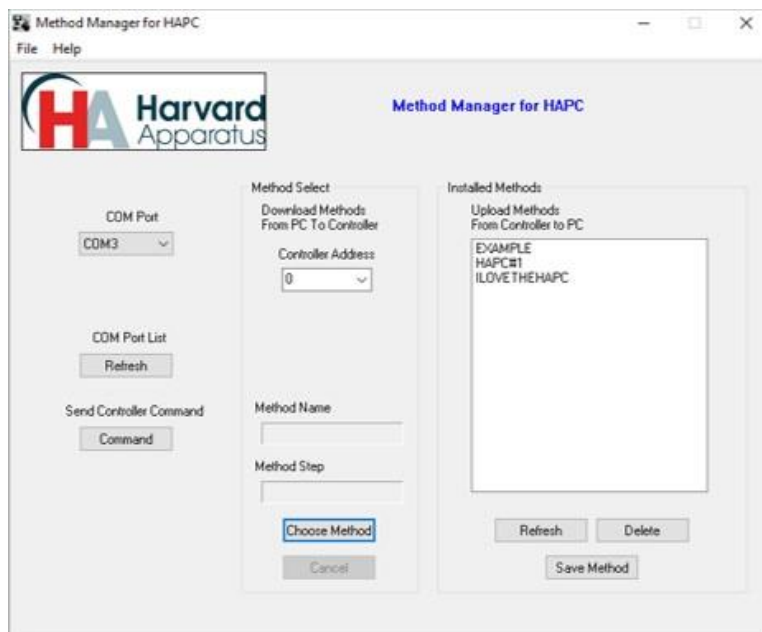 Method Manager for HAPC
File Help
HA Harvard
Apparatus
Method Manager for HAPC
COM Port
COM3
COM Port List
Refresh
Send Controller Command
Command
Method Select
Download Methods
From PC To Controller
Controller Address
0
Method Name
Method Step
Choose Method
Cancel
Installed Methods
Upload Methods
From Controller to PC
EXAMPLE
HAPC#1
ILOVETHEHAPC
Refresh Delete
Save Method